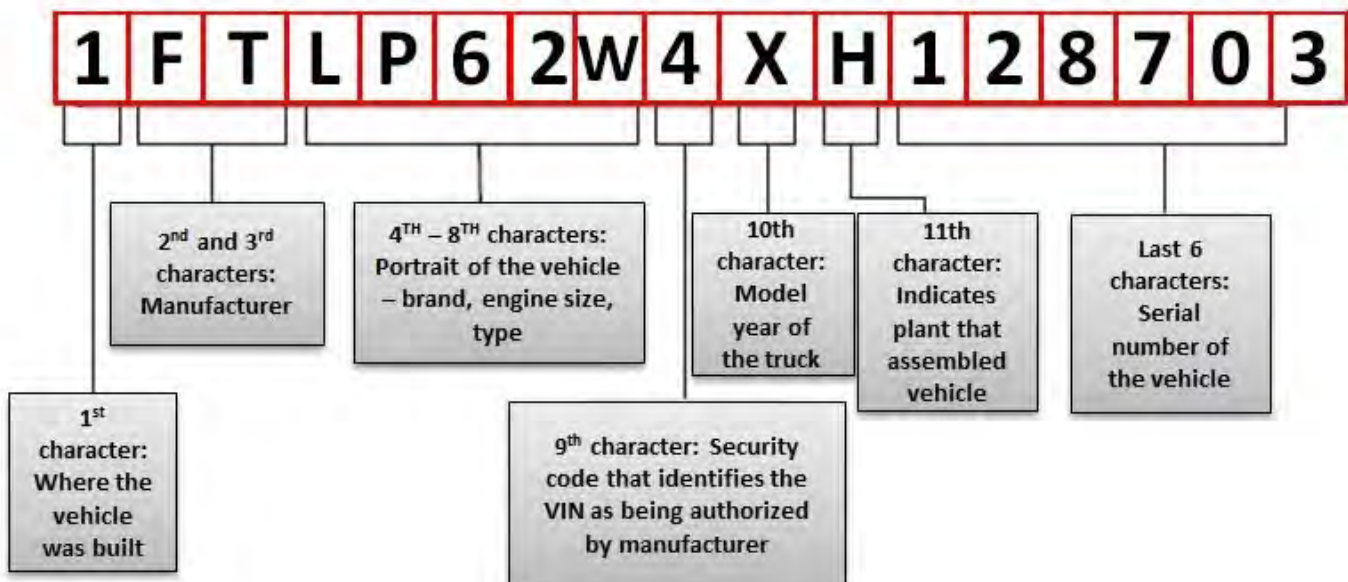 1FTLP62W4XH128703
2nd and 3rd
characters:
Manufacturer
4TH – 8TH characters:
Portrait of the vehicle
– brand, engine size,
type
10th
character:
Model
year of
the truck
11th
character:
Indicates
plant that
assembled
vehicle
Last 6
characters:
Serial
number of
the vehicle
1st
character:
Where the
vehicle
was built
9th character: Security
code that identifies the
VIN as being authorized
by manufacturer